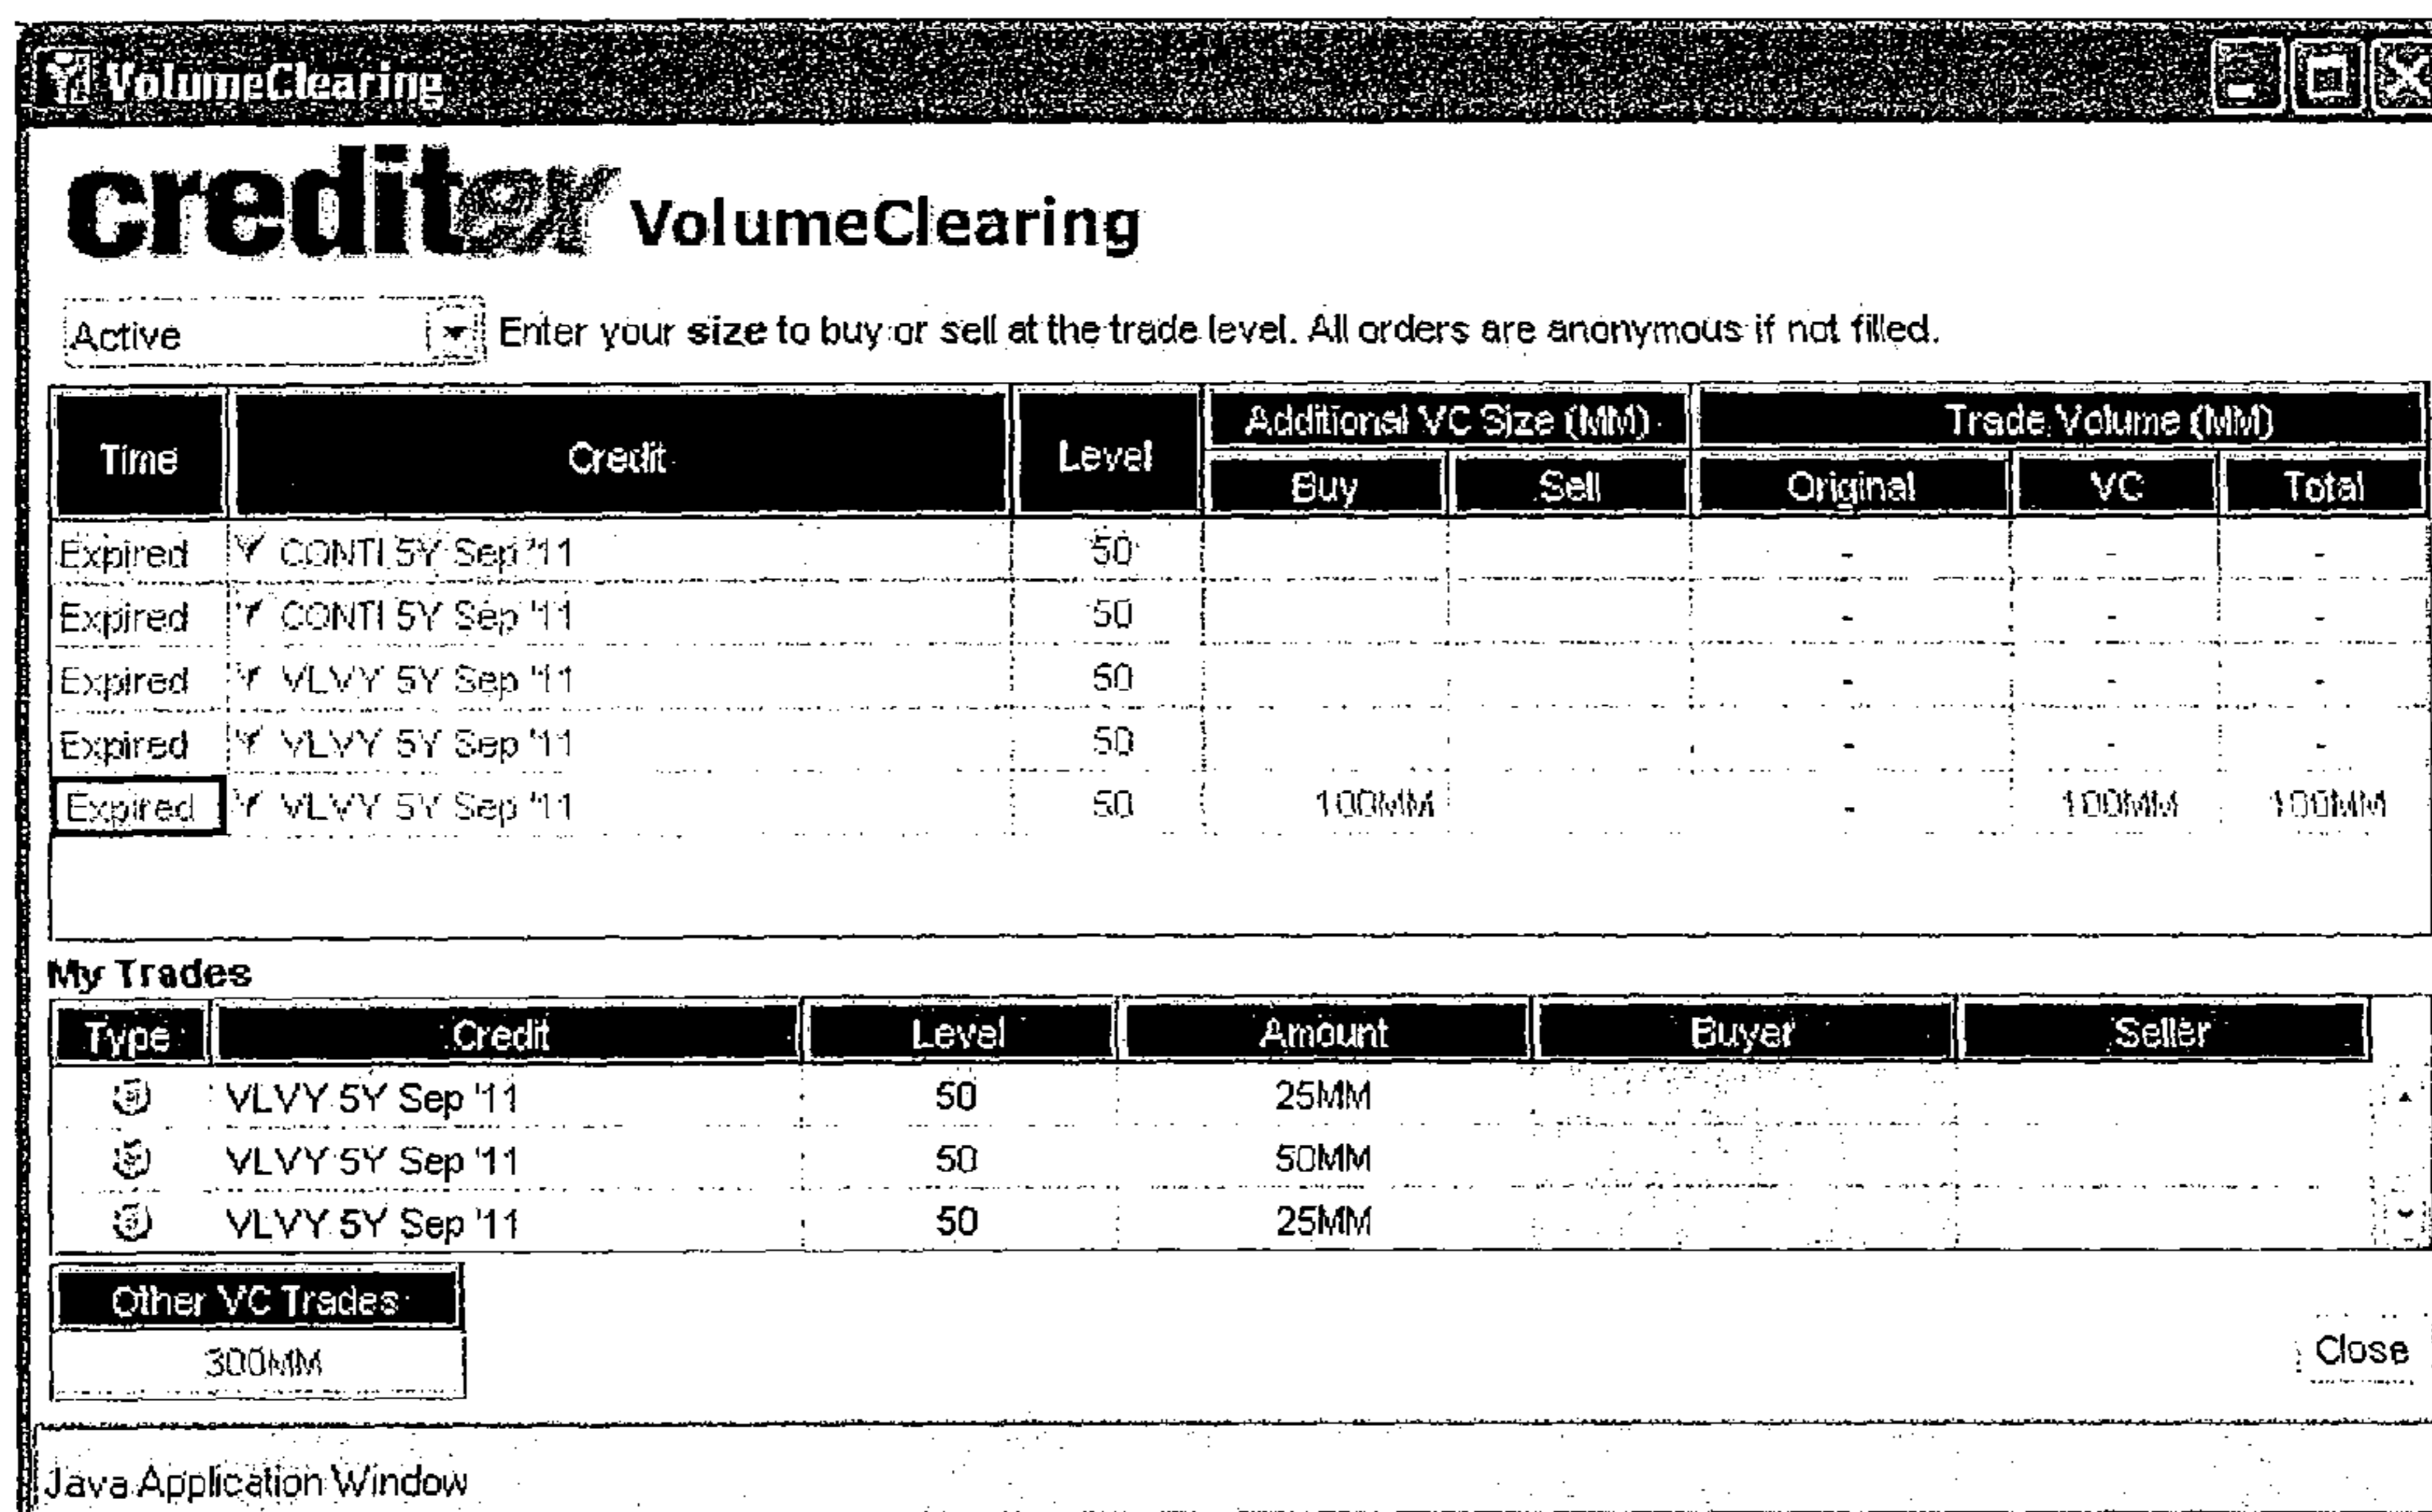 VolumeClearing
crediter VolumeClearing
Active Enter your size to buy or sell at the trade level. All orders are anonymous if not filled.
Time Credit Level Additional VC Size (MM) Trade Volume (MM)
Buy Sell Original VC Total
Expired CONTI 5Y Sep '11 50 - - -
Expired CONTI 5Y Sep '11 50 - - -
Expired VLVY 5Y Sep '11 50 - - -
Expired VLVY 5Y Sep '11 50 - - -
Expired VLVY 5Y Sep '11 50 100MM - 100MM 100MM
My Trades
Type Credit Level Amount Buyer Seller
VLVY 5Y Sep '11 50 25MM
VLVY 5Y Sep '11 50 50MM
VLVY 5Y Sep '11 50 25MM
Other VC Trades
300MM
Close
Java Application Window